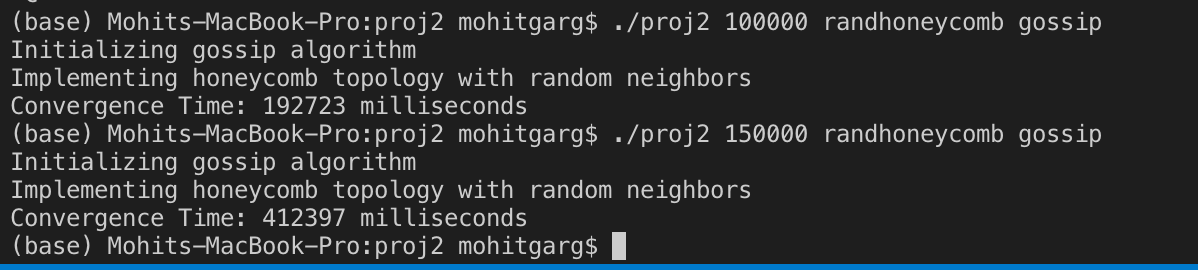 (base) Mohits-MacBook-Pro:proj2 mohitgarg$ ./proj2 100000 randhoneycomb gossip
Initializing gossip algorithm
Implementing honeycomb topology with random neighbors
Convergence Time: 192723 milliseconds
(base) Mohits-MacBook-Pro:proj2 mohitgarg$ ./proj2 150000 randhoneycomb gossip
Initializing gossip algorithm
Implementing honeycomb topology with random neighbors
Convergence Time: 412397 milliseconds
(base) Mohits-MacBook-Pro:proj2 mohitgarg$